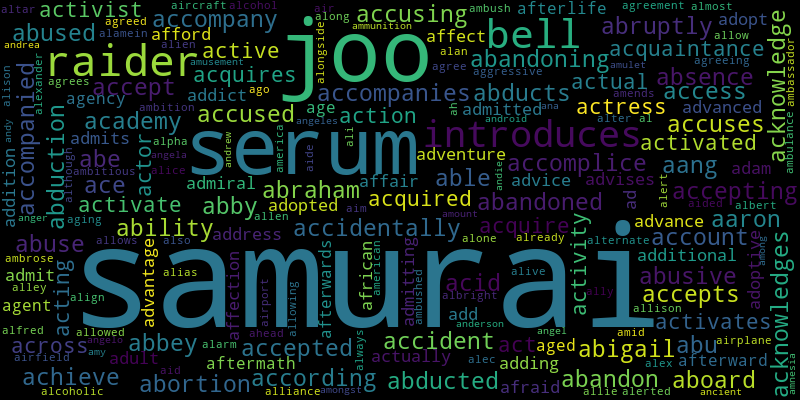 altar activist accompany aircraft alcohol air joo along accusing ambush afterlife agreement almost
abused agreed afford alamein ammunition bell abruptly adopt allow acknowledge
andrea raider active amusement alongside affect alan acquaintance agreeing ambassador
accompanied alison alexander agrees accept acquires ago agree abandoning aggressive actual absence
agency addict accompanies abducts amends actress access amulet
abduction ambition accused age action ah admitted ana android alter al advanced ambulance
andy academy alpha serum angeles ali introduces accuses activated
addition although admits actor angela andrew america aide adventure accomplice aang
abe ambitious alice admiral abraham affair able andie advice advises alert adam
anger ace activate adopted aim acquired abandoned ad accepting aided albert
aging abby allen amount acquire advance aaron
abuse allows also ability address accidentally alone already activity alternate account among acknowledges
ambrose advantage alias affection afterwards african american admitting samurai acid alive additional
admit alley acting airport allowing ambushed albright ally abusive adoptive
agent align add allison accepts
alfred allowed angelo ahead anderson angel amid activates airplane
across amy abbey alarm accepted always accident act aged abigail abu afterward
airfield adult aftermath actually alec adding alex
achieve aid abortion according abducted afraid abandon aboard amnesia
alcoholic alliance amongst allie alerted ancient